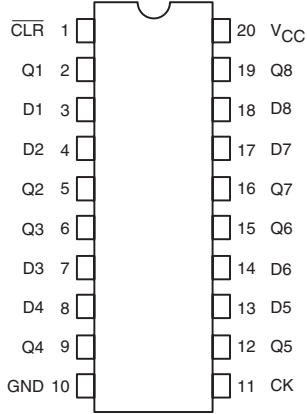 C̅L̅R̅ 1 20 VCC
Q1 2 19 Q8
D1 3 18 D8
D2 4 17 D7
Q2 5 16 Q7
Q3 6 15 Q6
D3 7 14 D6
D4 8 13 D5
Q4 9 12 Q5
GND 10 11 CK